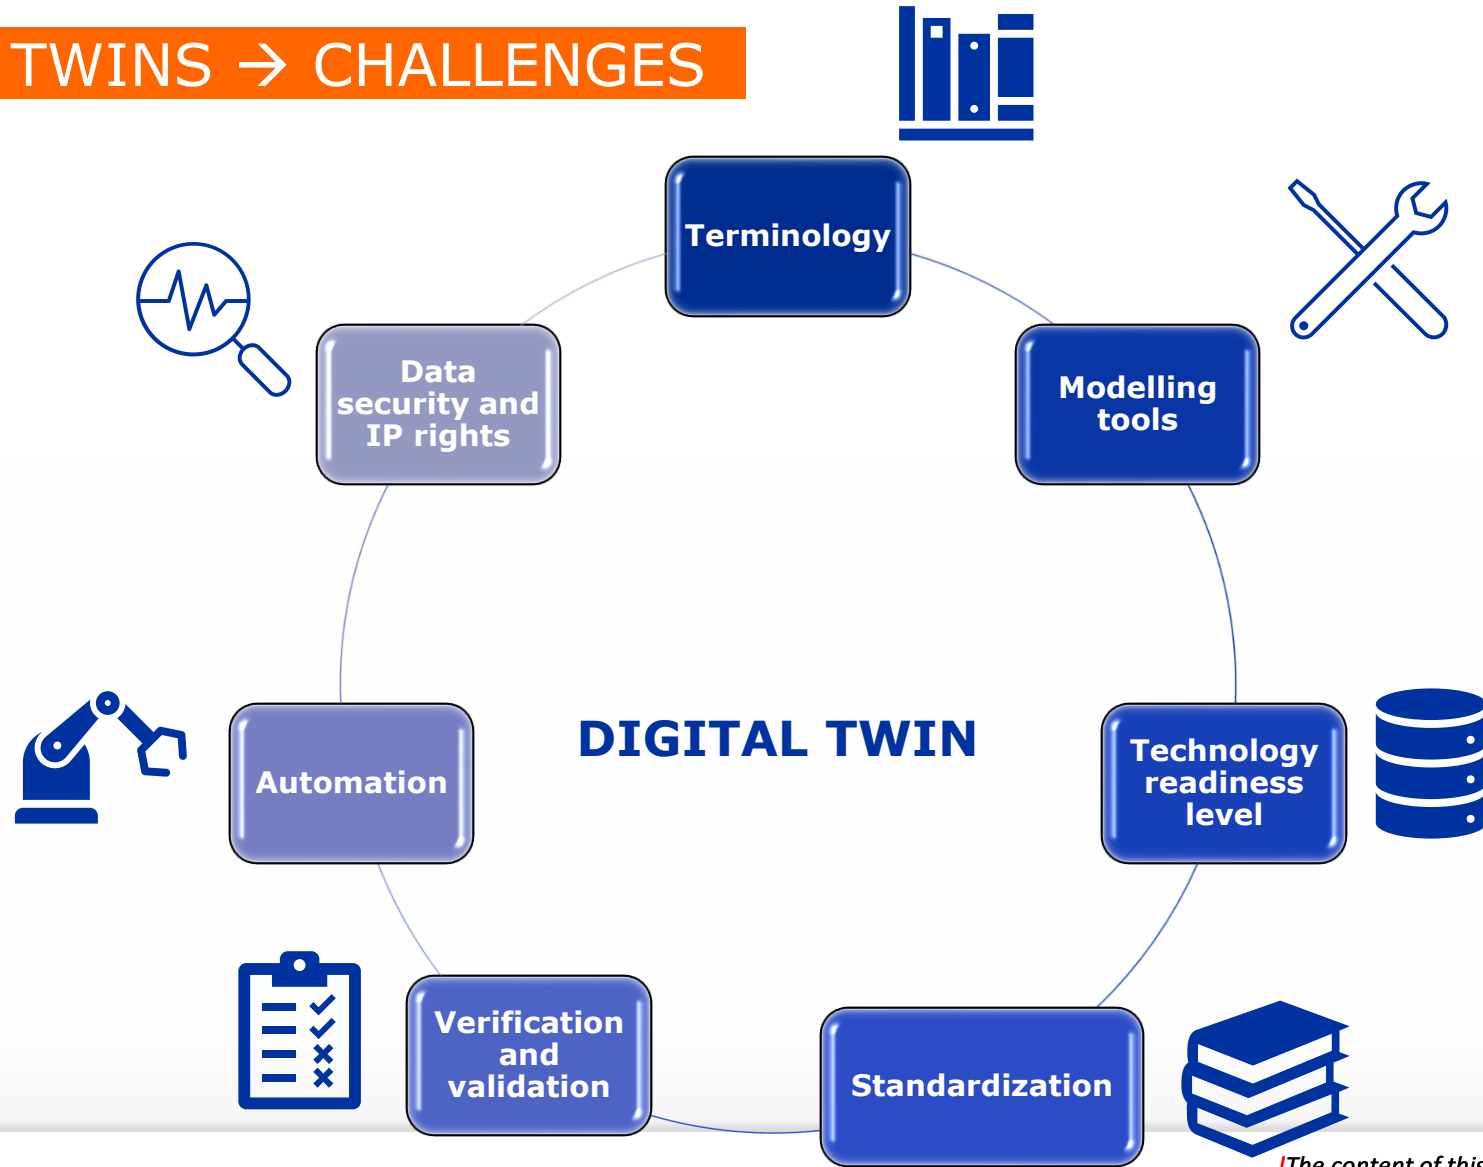 TWINS → CHALLENGES
Terminology
Modelling
tools
Technology
readiness
level
Standardization
Verification
and
validation
Automation
Data
security and
IP rights
DIGITAL TWIN
!The content of this